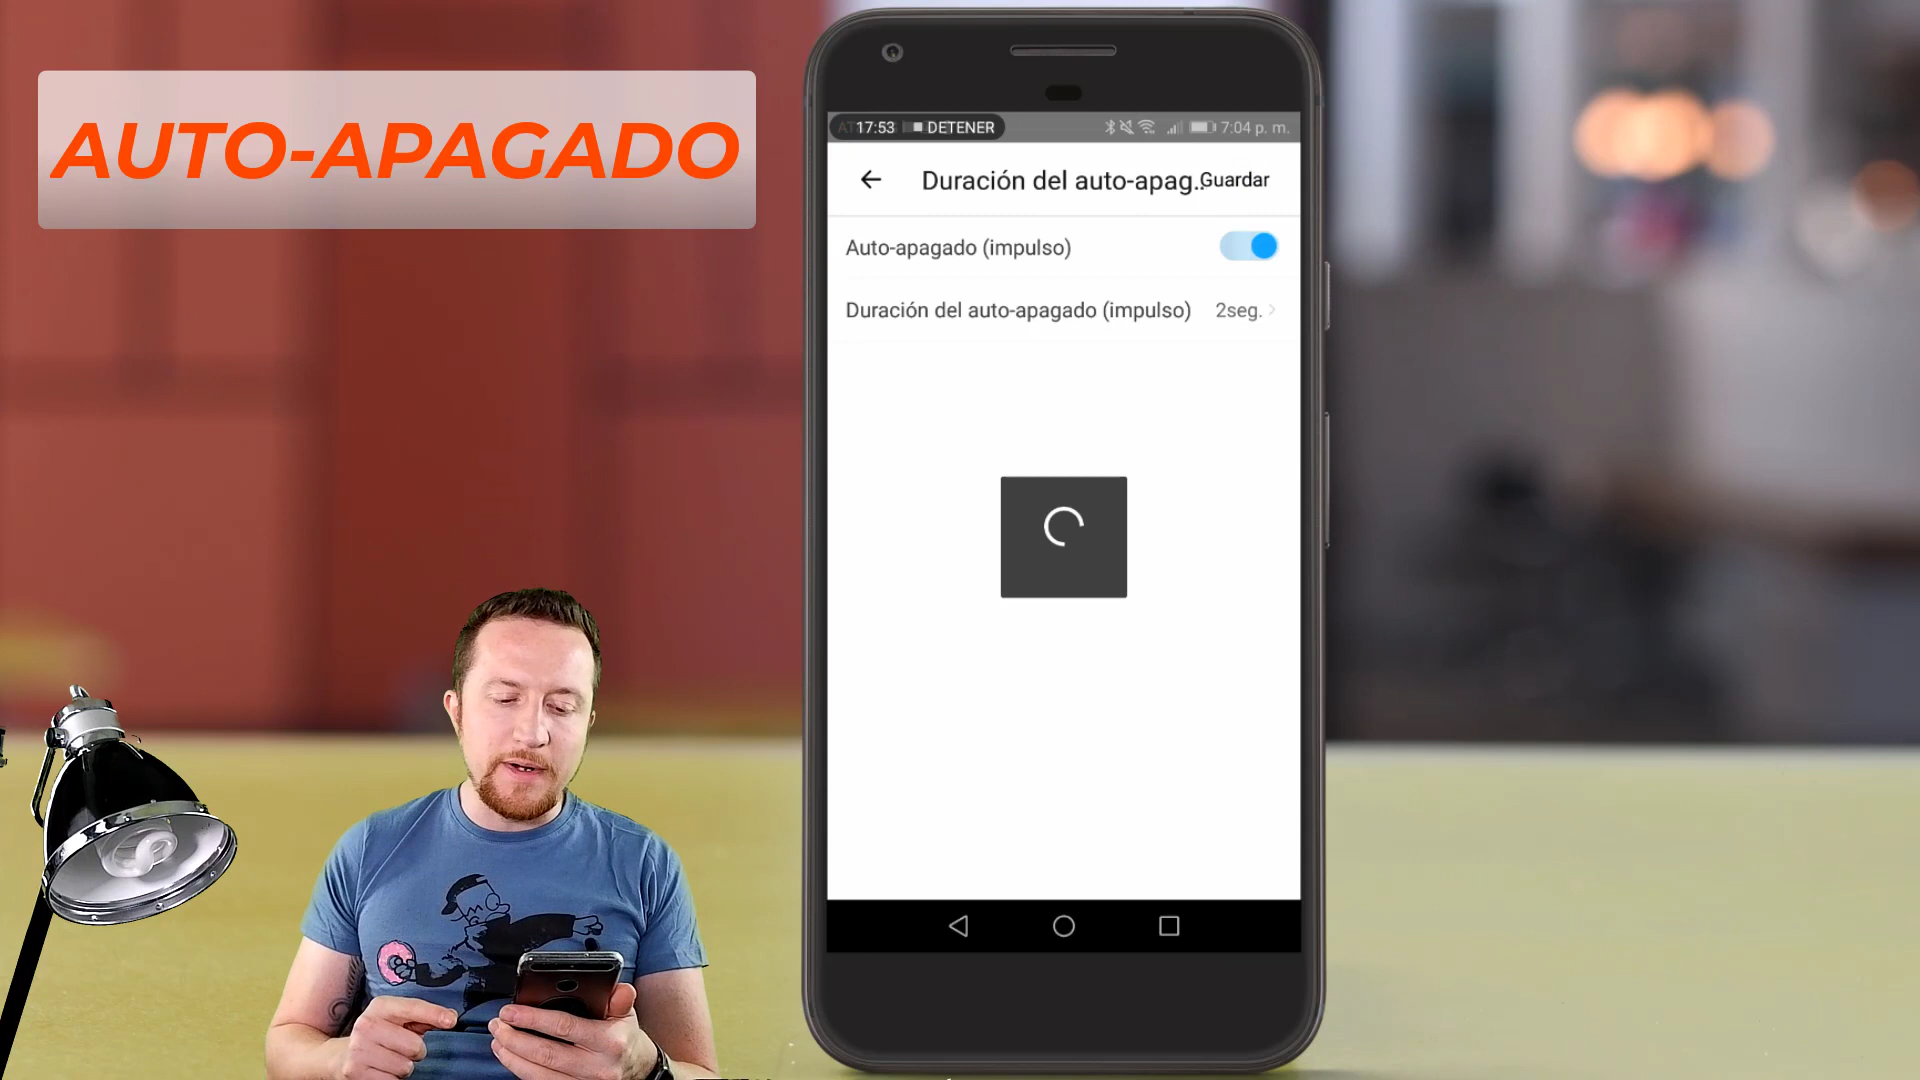 AUTO-APAGADO
17:53 DETENER 7:04 p. m.
Duración del auto-apag.. Guardar
Auto-apagado (impulso)
Duración del auto-apagado (impulso) 2seg.